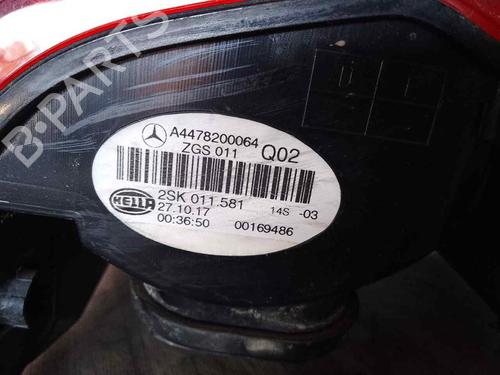 A4478200064
ZGS 011 Q02
2SK 011.581 14S -03
HELLA
27.10.17
00:36:50 00169486
B-PARTS